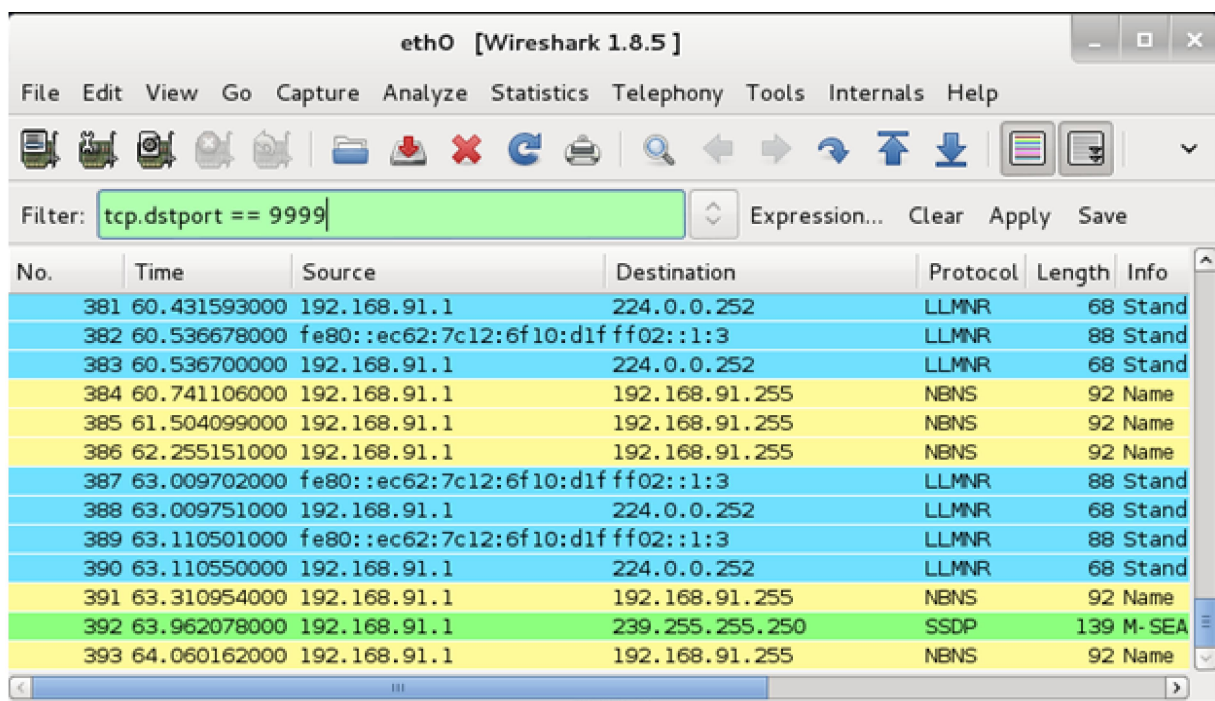 ethO [Wireshark 1.8.5 ]
File Edit View Go Capture Analyze Statistics Telephony Tools Internals Help
Filter: tcp.dstport == 9999 Expression... Clear Apply Save
No. Time Source Destination Protocol Length Info
381 60.431593000 192.168.91.1 224.0.0.252 LLMNR 68 Stand
382 60.536678000 fe80::ec62:7c12:6f10:d1f ff02::1:3 LLMNR 88 Stand
383 60.536700000 192.168.91.1 224.0.0.252 LLMNR 68 Stand
384 60.741106000 192.168.91.1 192.168.91.255 NBNS 92 Name
385 61.504099000 192.168.91.1 192.168.91.255 NBNS 92 Name
386 62.255151000 192.168.91.1 192.168.91.255 NBNS 92 Name
387 63.009702000 fe80::ec62:7c12:6f10:d1f ff02::1:3 LLMNR 88 Stand
388 63.009751000 192.168.91.1 224.0.0.252 LLMNR 68 Stand
389 63.110501000 fe80::ec62:7c12:6f10:d1f ff02::1:3 LLMNR 88 Stand
390 63.110550000 192.168.91.1 224.0.0.252 LLMNR 68 Stand
391 63.310954000 192.168.91.1 192.168.91.255 NBNS 92 Name
392 63.962078000 192.168.91.1 239.255.255.250 SSDP 139 M-SEA
393 64.060162000 192.168.91.1 192.168.91.255 NBNS 92 Name